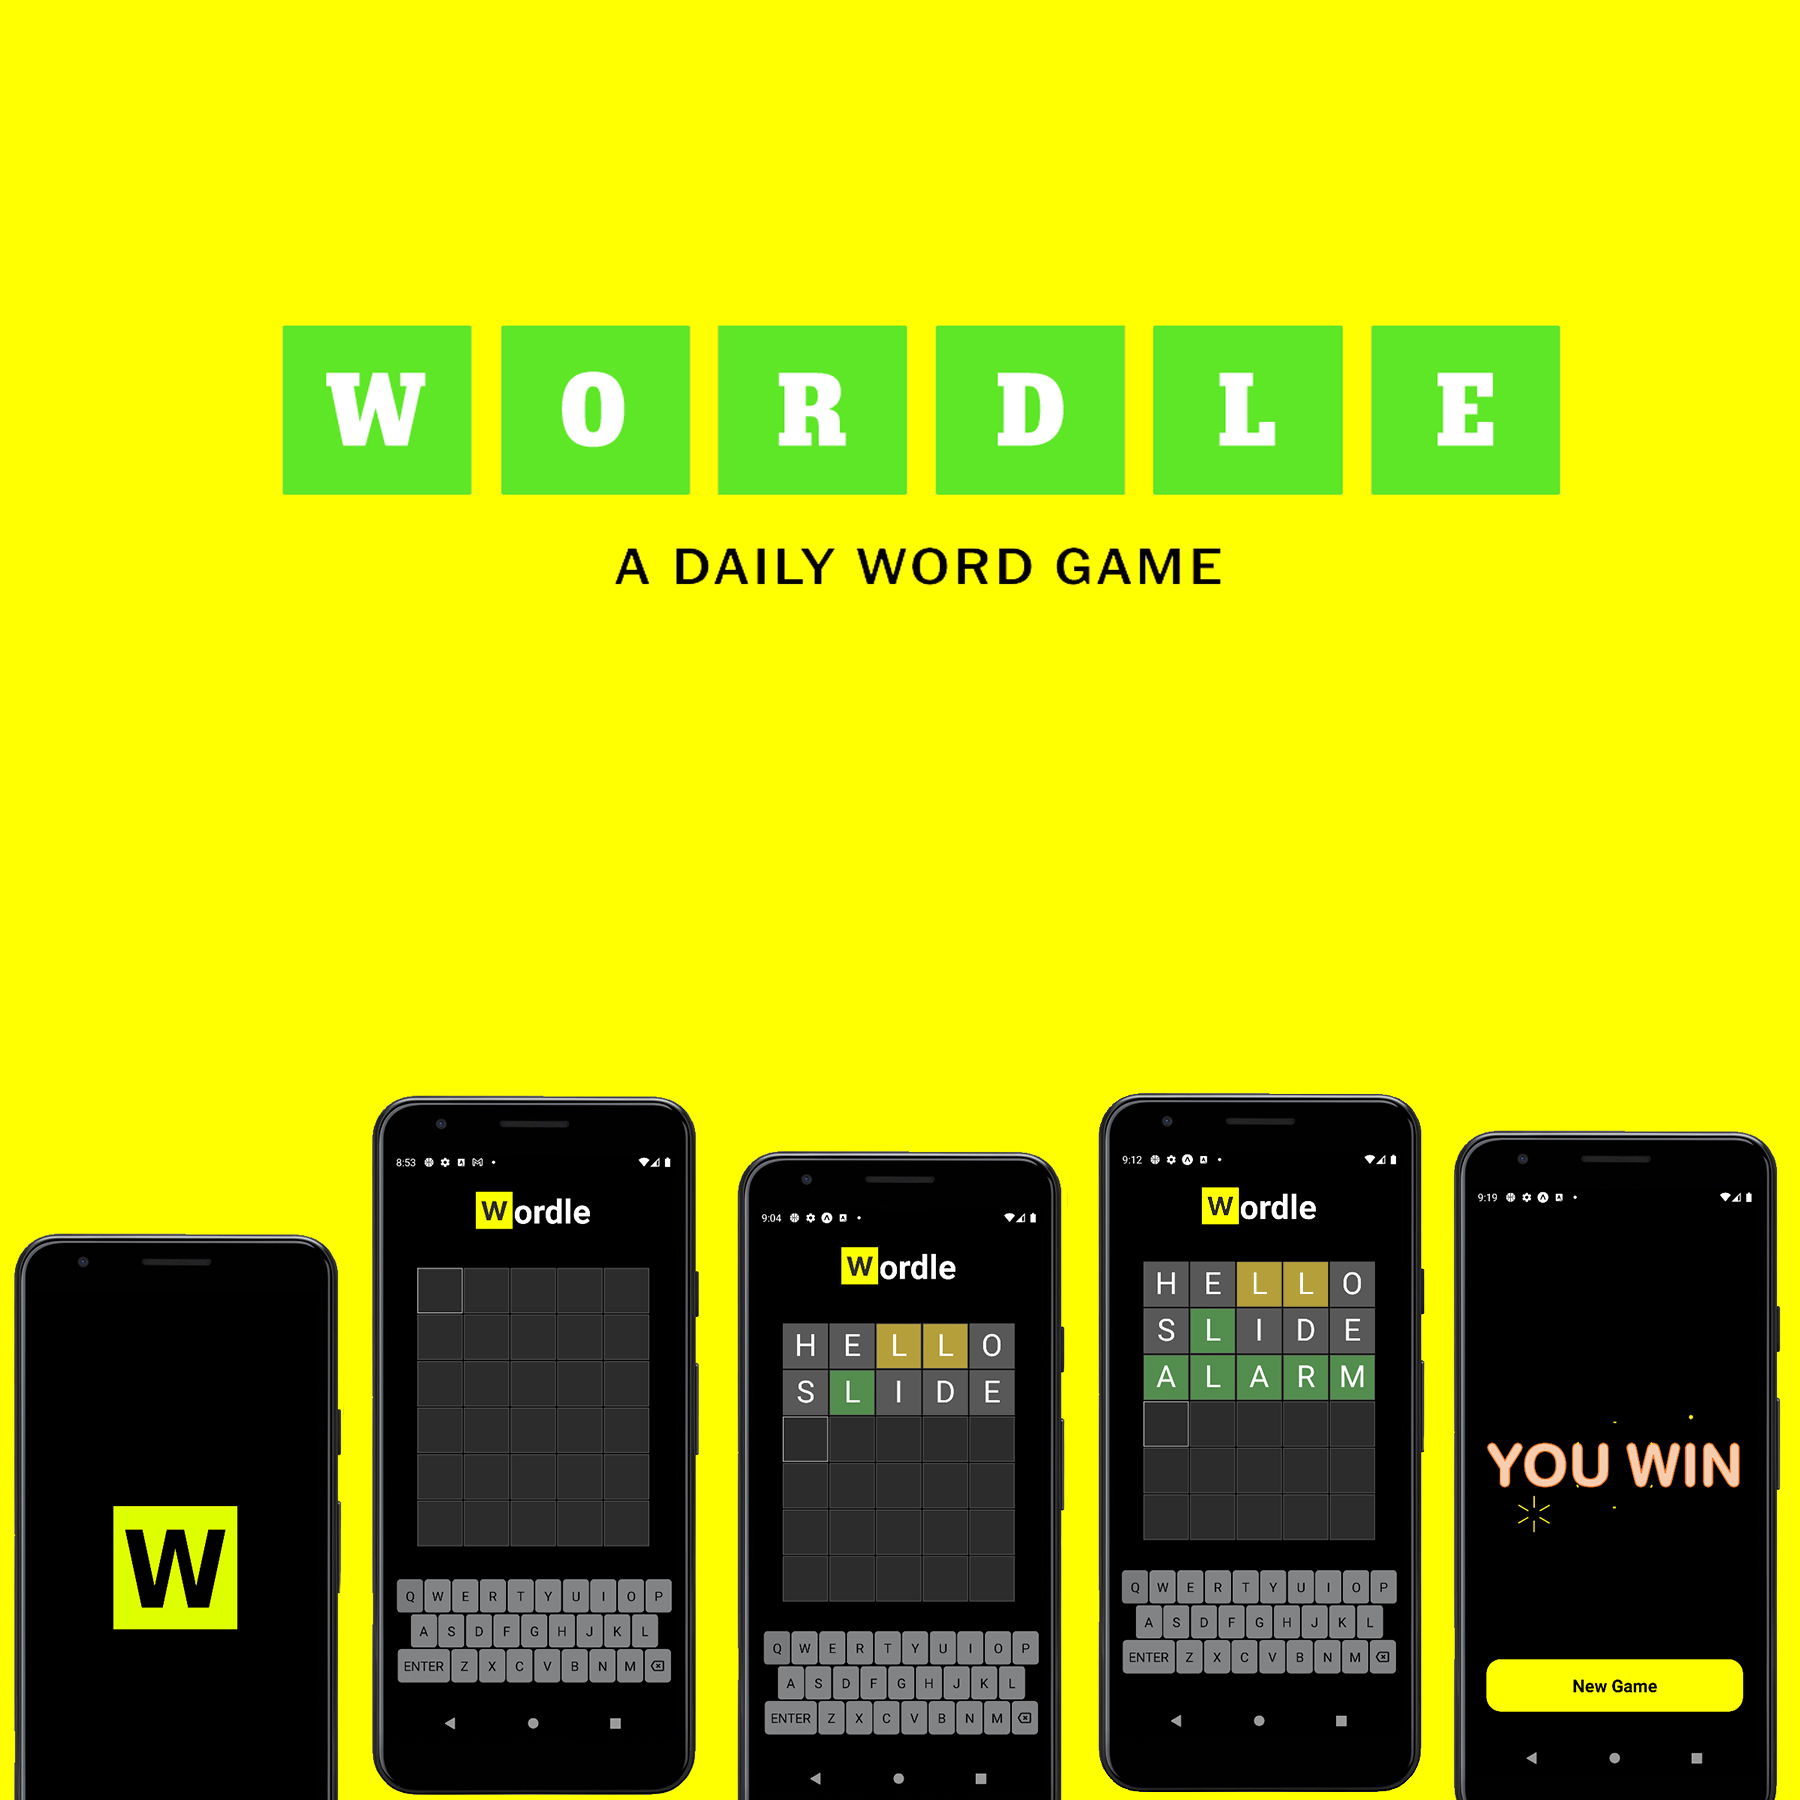 W O R D L E
A DAILY WORD GAME
W
8:53
Wordle
Q W E R T Y U I O P
A S D F G H J K L
ENTER Z X C V B N M
9:04
Wordle
H E L L O
S L I D E
Q W E R T Y U I O P
A S D F G H J K L
ENTER Z X C V B N M
9:12
Wordle
H E L L O
S L I D E
A L A R M
Q W E R T Y U I O P
A S D F G H J K L
ENTER Z X C V B N M
9:19
YOU WIN
New Game